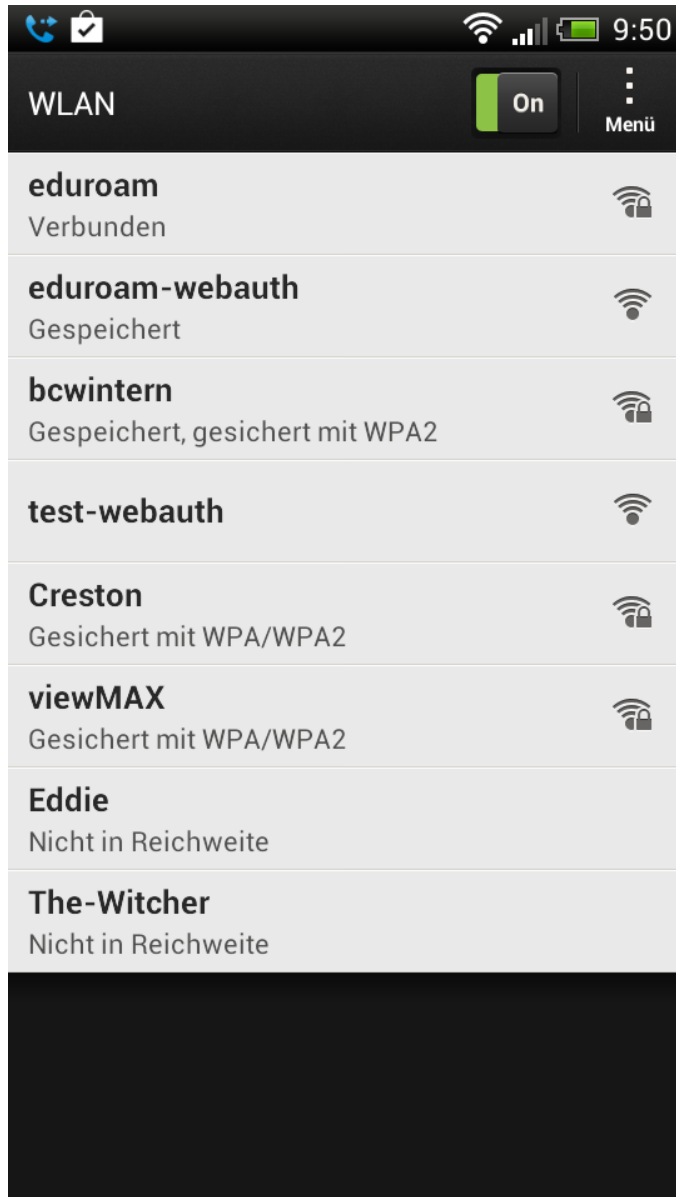 9:50
WLAN
On
Menü
eduroam
Verbunden
eduroam-webauth
Gespeichert
bcwintern
Gespeichert, gesichert mit WPA2
test-webauth
Creston
Gesichert mit WPA/WPA2
viewMAX
Gesichert mit WPA/WPA2
Eddie
Nicht in Reichweite
The-Witcher
Nicht in Reichweite